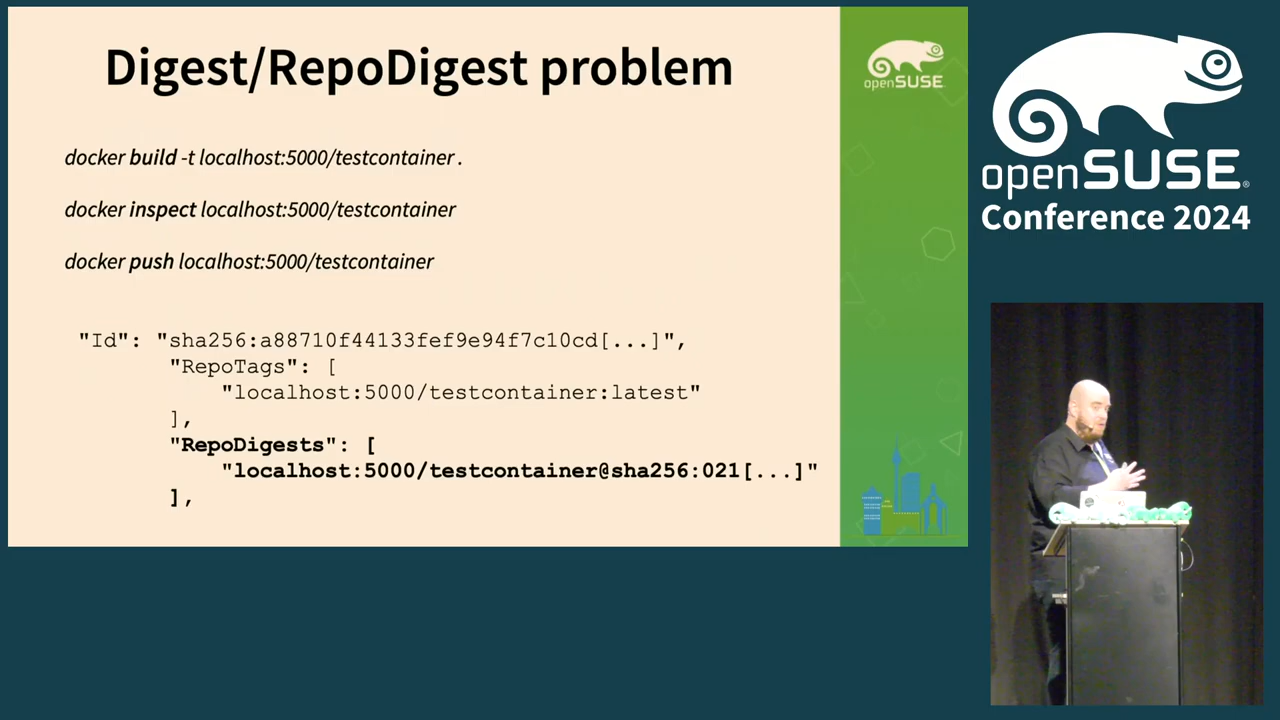 Digest/RepoDigest problem
docker build -t localhost:5000/testcontainer .
docker inspect localhost:5000/testcontainer
docker push localhost:5000/testcontainer
"Id": "sha256:a88710f44133fef9e94f7c10cd[...]",
"RepoTags": [
"localhost:5000/testcontainer:latest"
],
"RepoDigests": [
"localhost:5000/testcontainer@sha256:021[...]"
],
openSUSE
openSUSE®
Conference 2024